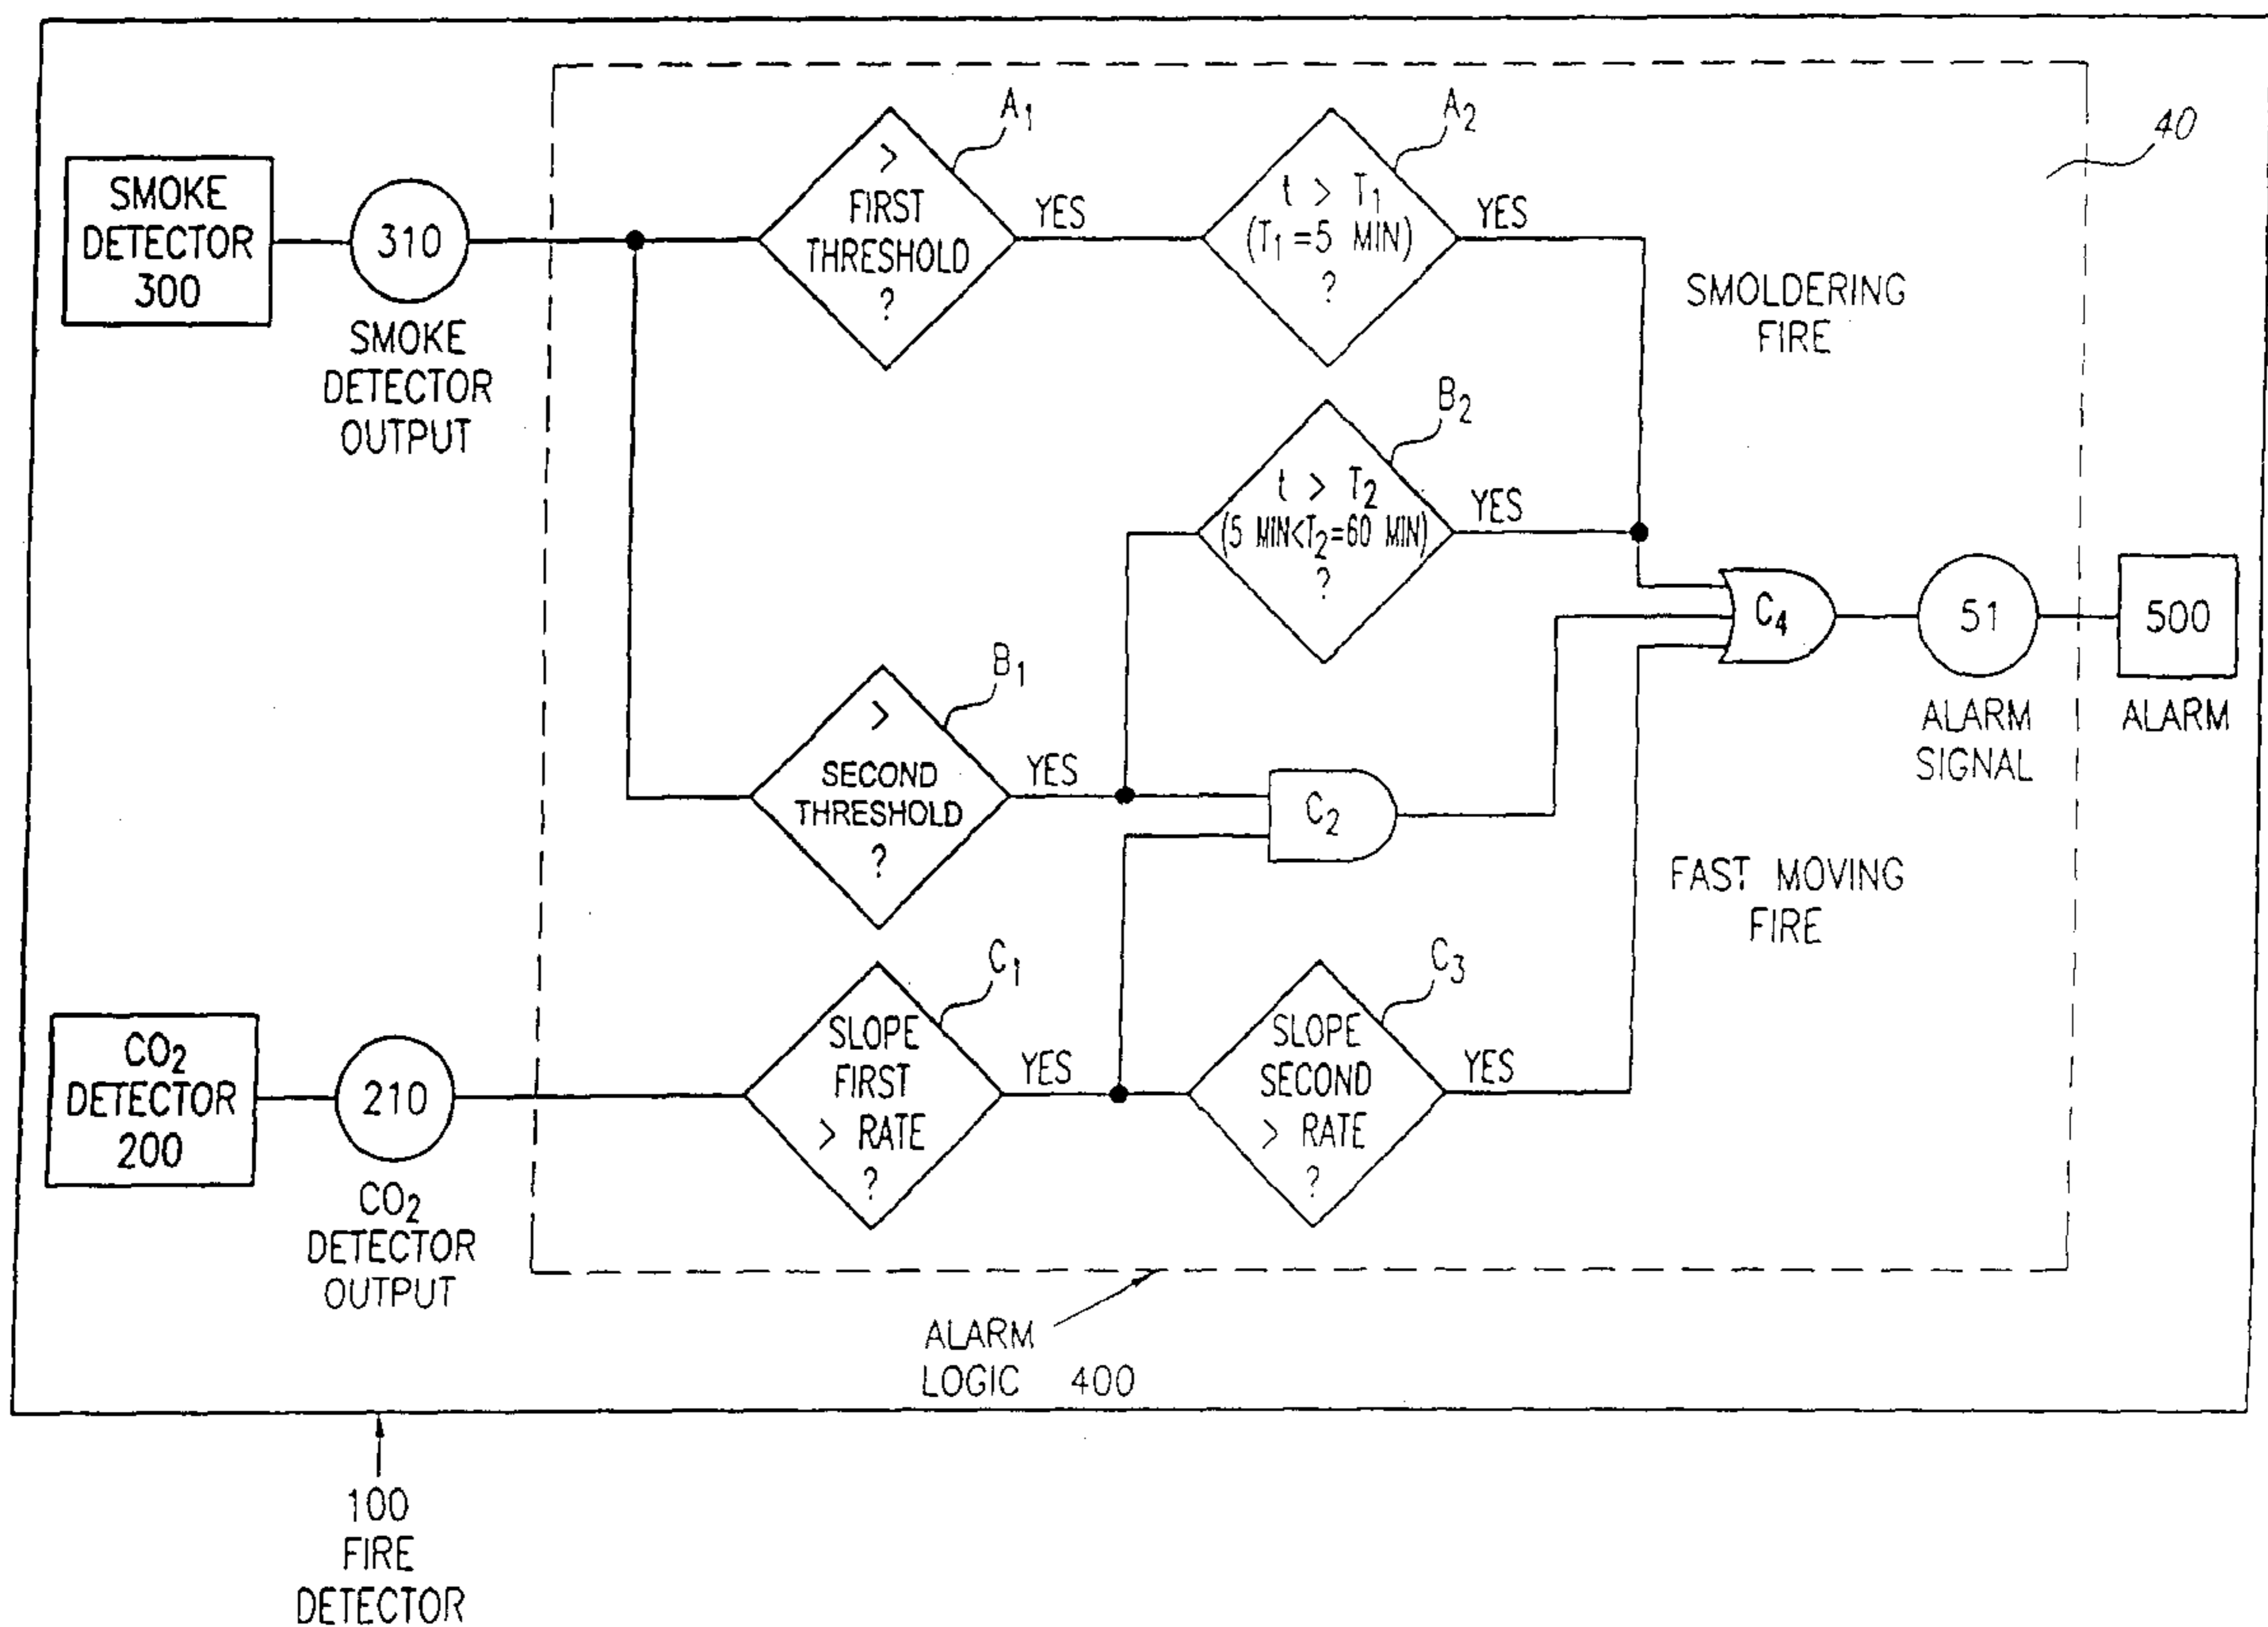 SMOKE
DETECTOR
300
310
SMOKE
DETECTOR
OUTPUT
>
FIRST
THRESHOLD
?
A1
YES
t > T1
(T1=5 MIN)
?
A2
YES
40
SMOLDERING
FIRE
B2
t > T2
(5 MIN<T2=60 MIN)
?
YES
>
SECOND
THRESHOLD
?
B1
YES
C2
C4
51
ALARM
SIGNAL
500
ALARM
FAST MOVING
FIRE
CO2
DETECTOR
200
210
CO2
DETECTOR
OUTPUT
SLOPE
FIRST
> RATE
?
C1
YES
SLOPE
SECOND
> RATE
?
C3
YES
ALARM
LOGIC 400
100
FIRE
DETECTOR